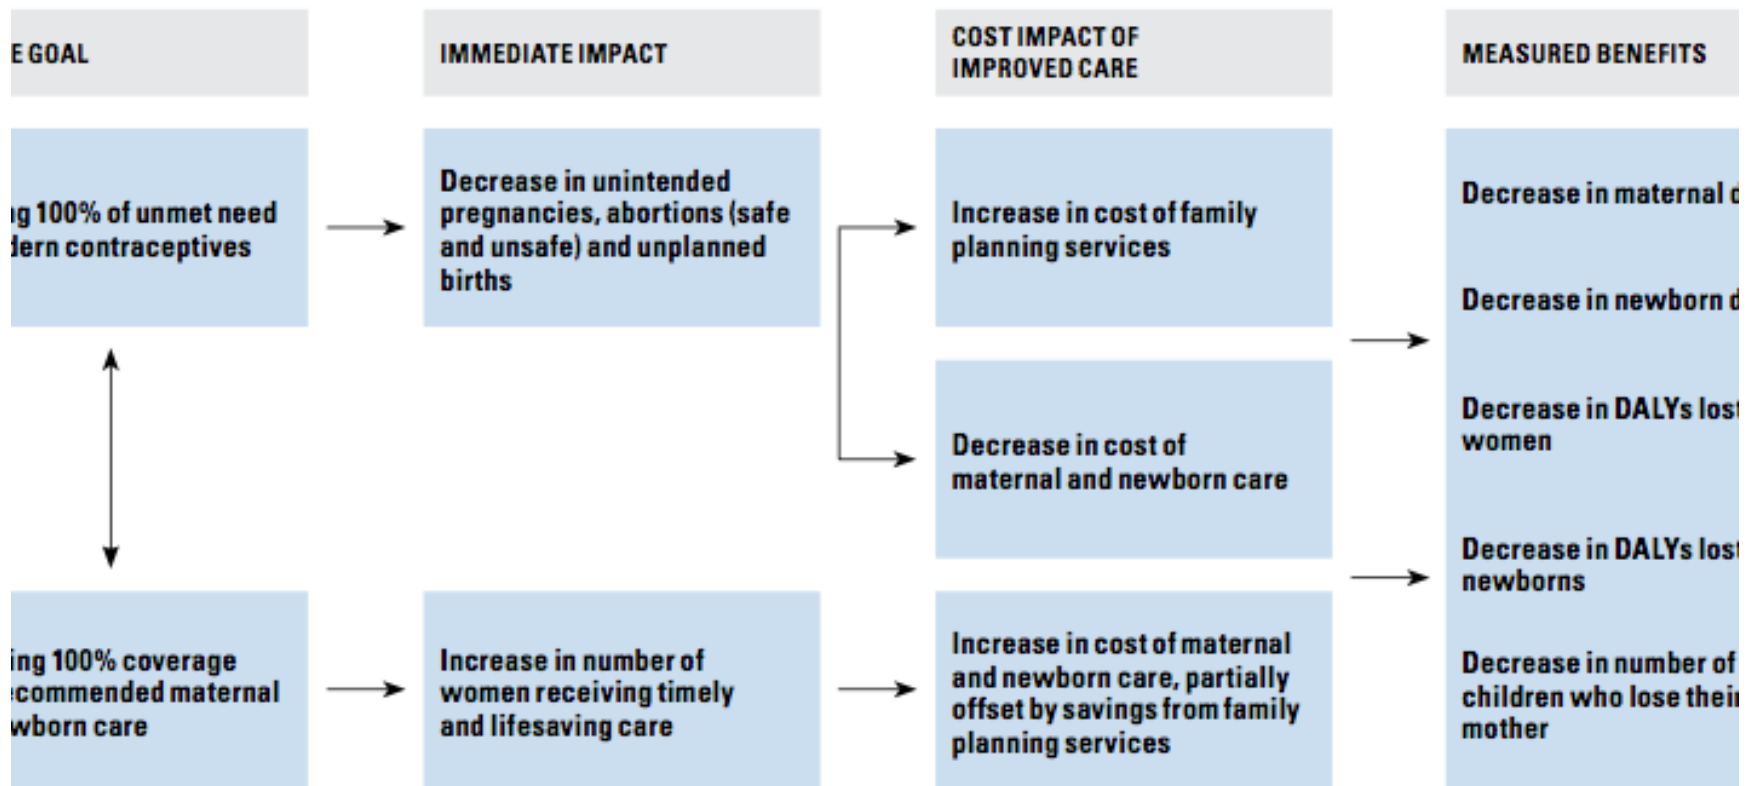 E GOAL
IMMEDIATE IMPACT
COST IMPACT OF
IMPROVED CARE
MEASURED BENEFITS
100% of unmet need
contraceptives
Decrease in unintended
pregnancies, abortions (safe
and unsafe) and unplanned
births
Increase in cost of family
planning services
Decrease in cost of
maternal and newborn care
Decrease in maternal
Decrease in newborn
Decrease in DALYs lost
women
Decrease in DALYs lost
newborns
Decrease in number of
children who lose their
mother
100% coverage
maternal
care
Increase in number of
women receiving timely
and lifesaving care
Increase in cost of maternal
and newborn care, partially
offset by savings from family
planning services